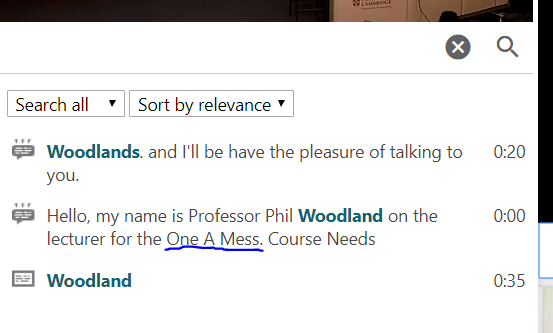 CAMBRIDGE
Search all
Sort by relevance
Woodlands. and I'll be have the pleasure of talking to
you.
0:20
Hello, my name is Professor Phil Woodland on the
lecturer for the One A Mess. Course Needs
0:00
Woodland
0:35